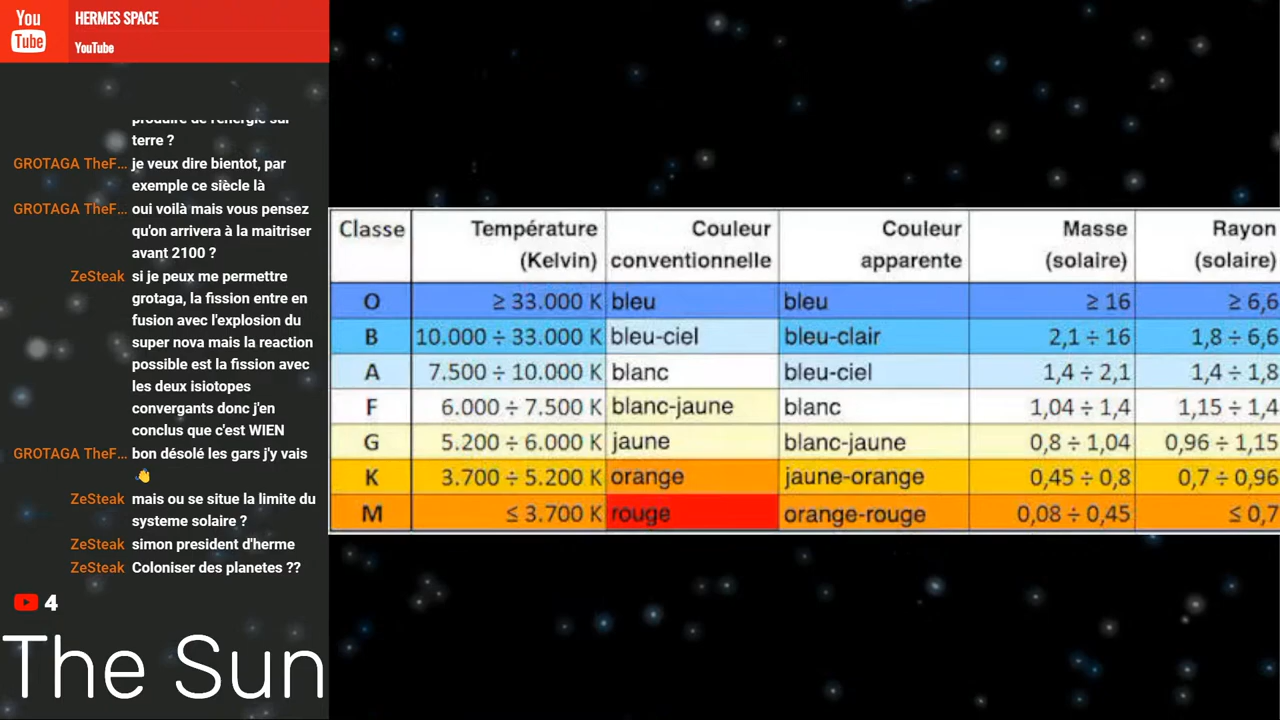 You
Tube
HERMES SPACE
YouTube
produire de l'énergie sur
terre ?
GROTAGA TheF... je veux dire bientot, par
exemple ce siècle là
GROTAGA TheF... oui voilà mais vous pensez
qu'on arrivera à la maitriser
avant 2100 ?
ZeSteak si je peux me permettre
grotaga, la fission entre en
fusion avec l'explosion du
super nova mais la reaction
possible est la fission avec
les deux isiotopes
convergants donc j'en
conclus que c'est WIEN
GROTAGA TheF... bon désolé les gars j'y vais
👋
ZeSteak mais ou se situe la limite du
systeme solaire ?
ZeSteak simon president d'herme
ZeSteak Coloniser des planetes ??
4
The Sun
Classe Température (Kelvin) Couleur conventionnelle Couleur apparente Masse (solaire) Rayon (solaire)
O ≥ 33.000 K bleu bleu ≥ 16 ≥ 6,6
B 10.000 ÷ 33.000 K bleu-ciel bleu-clair 2,1 ÷ 16 1,8 ÷ 6,6
A 7.500 ÷ 10.000 K blanc bleu-ciel 1,4 ÷ 2,1 1,4 ÷ 1,8
F 6.000 ÷ 7.500 K blanc-jaune blanc 1,04 ÷ 1,4 1,15 ÷ 1,4
G 5.200 ÷ 6.000 K jaune blanc-jaune 0,8 ÷ 1,04 0,96 ÷ 1,15
K 3.700 ÷ 5.200 K orange jaune-orange 0,45 ÷ 0,8 0,7 ÷ 0,96
M ≤ 3.700 K rouge orange-rouge 0,08 ÷ 0,45 ≤ 0,7